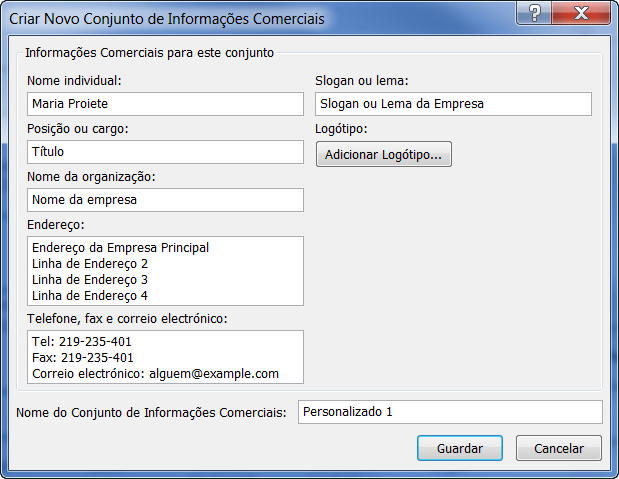 Criar Novo Conjunto de Informações Comerciais
Informações Comerciais para este conjunto
Nome individual:
Maria Proiete
Slogan ou lema:
Slogan ou Lema da Empresa
Posição ou cargo:
Título
Logótipo:
Adicionar Logótipo...
Nome da organização:
Nome da empresa
Endereço:
Endereço da Empresa Principal
Linha de Endereço 2
Linha de Endereço 3
Linha de Endereço 4
Telefone, fax e correio electrónico:
Tel: 219-235-401
Fax: 219-235-401
Correio electrónico: alguem@example.com
Nome do Conjunto de Informações Comerciais:
Personalizado 1
Guardar
Cancelar